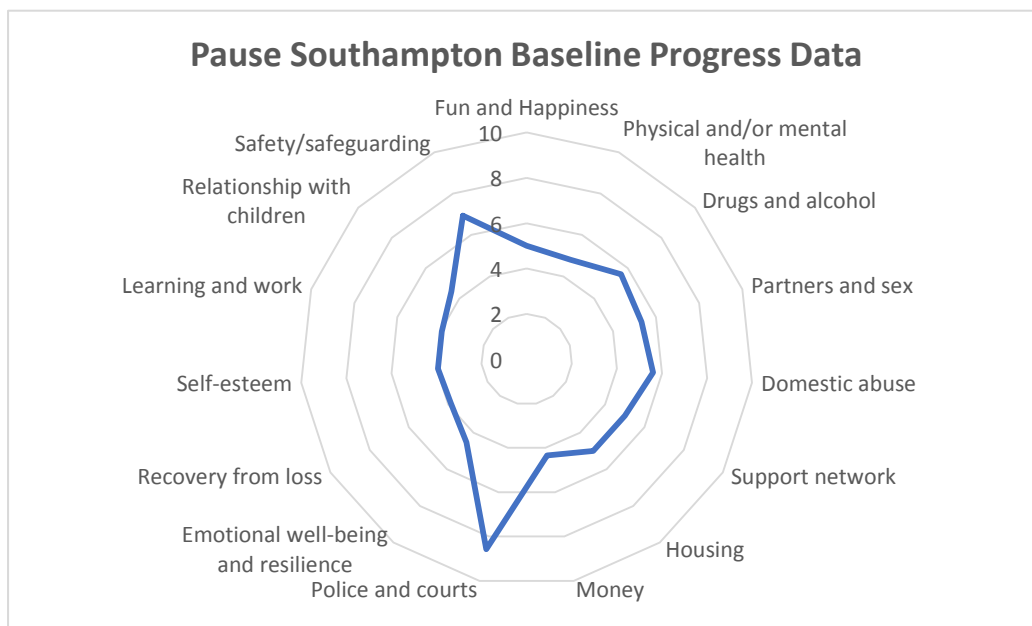 Pause Southampton Baseline Progress Data
Fun and Happiness
Physical and/or mental
health
Drugs and alcohol
Partners and sex
Domestic abuse
Support network
Housing
Money
Police and courts
Emotional well-being
and resilience
Recovery from loss
Self-esteem
Learning and work
Relationship with
children
Safety/safeguarding
10
8
6
4
2
0